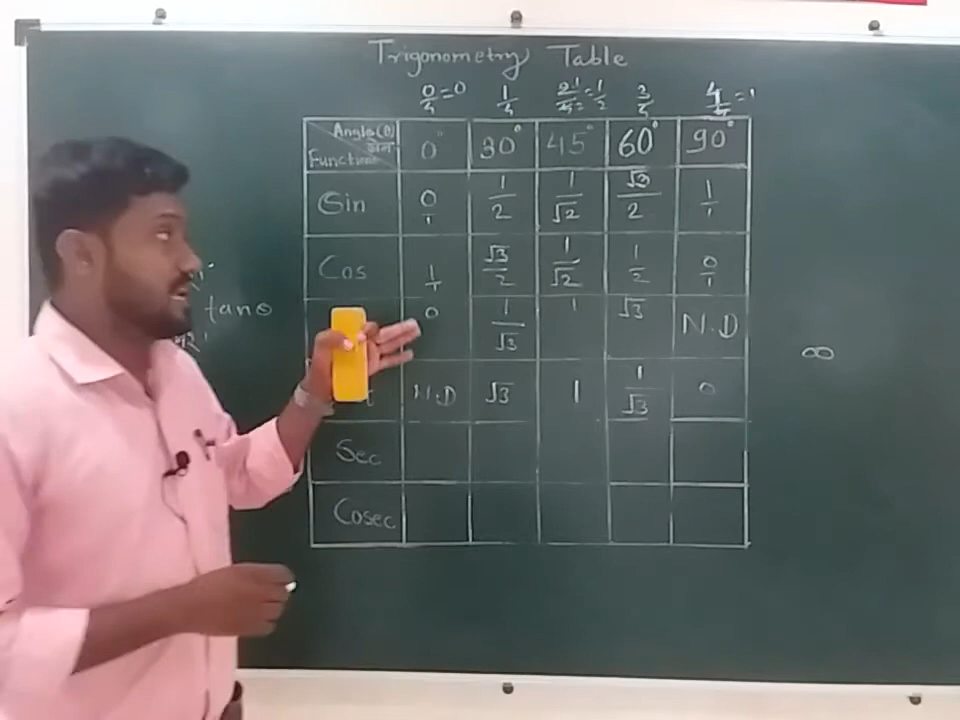 Trigonometry Table
0/4 = 0 1/4 2/4 = 1/2 3/4 4/4 = 1
Angle(θ) 0° 30° 45° 60° 90°
Function
Sin 0/1 1/2 1/√2 √3/2 1/1
Cos 1/1 √3/2 1/√2 1/2 0/1
tanθ
0 1/√3 1 √3 N.D
∞
N.D √3 1 1/√3 0
Sec
Cosec